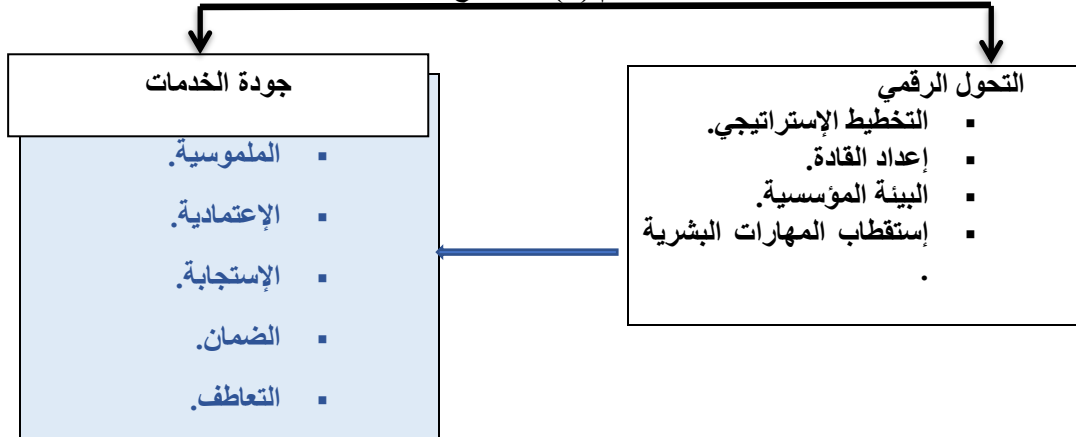 التحول الرقمي
▪ التخطيط الإستراتيجي.
▪ إعداد القادة.
▪ البيئة المؤسسية.
▪ إستقطاب المهارات البشرية
.
جودة الخدمات
▪ الملموسية.
▪ الإعتمادية.
▪ الإستجابة.
▪ الضمان.
▪ التعاطف.